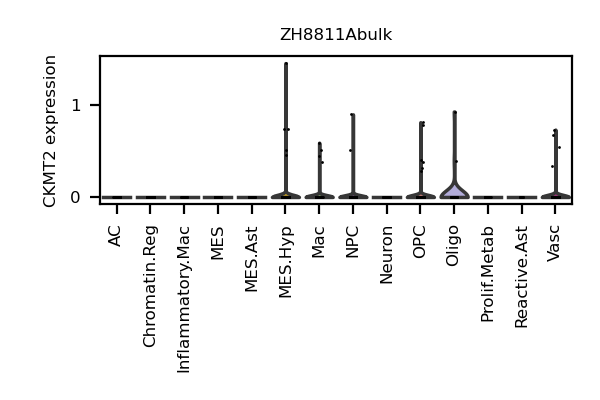 ZH8811Abulk
CKMT2 expression
1
0
AC
Chromatin.Reg
Inflammatory.Mac
MES
MES.Ast
MES.Hyp
Mac
NPC
Neuron
OPC
Oligo
Prolif.Metab
Reactive.Ast
Vasc